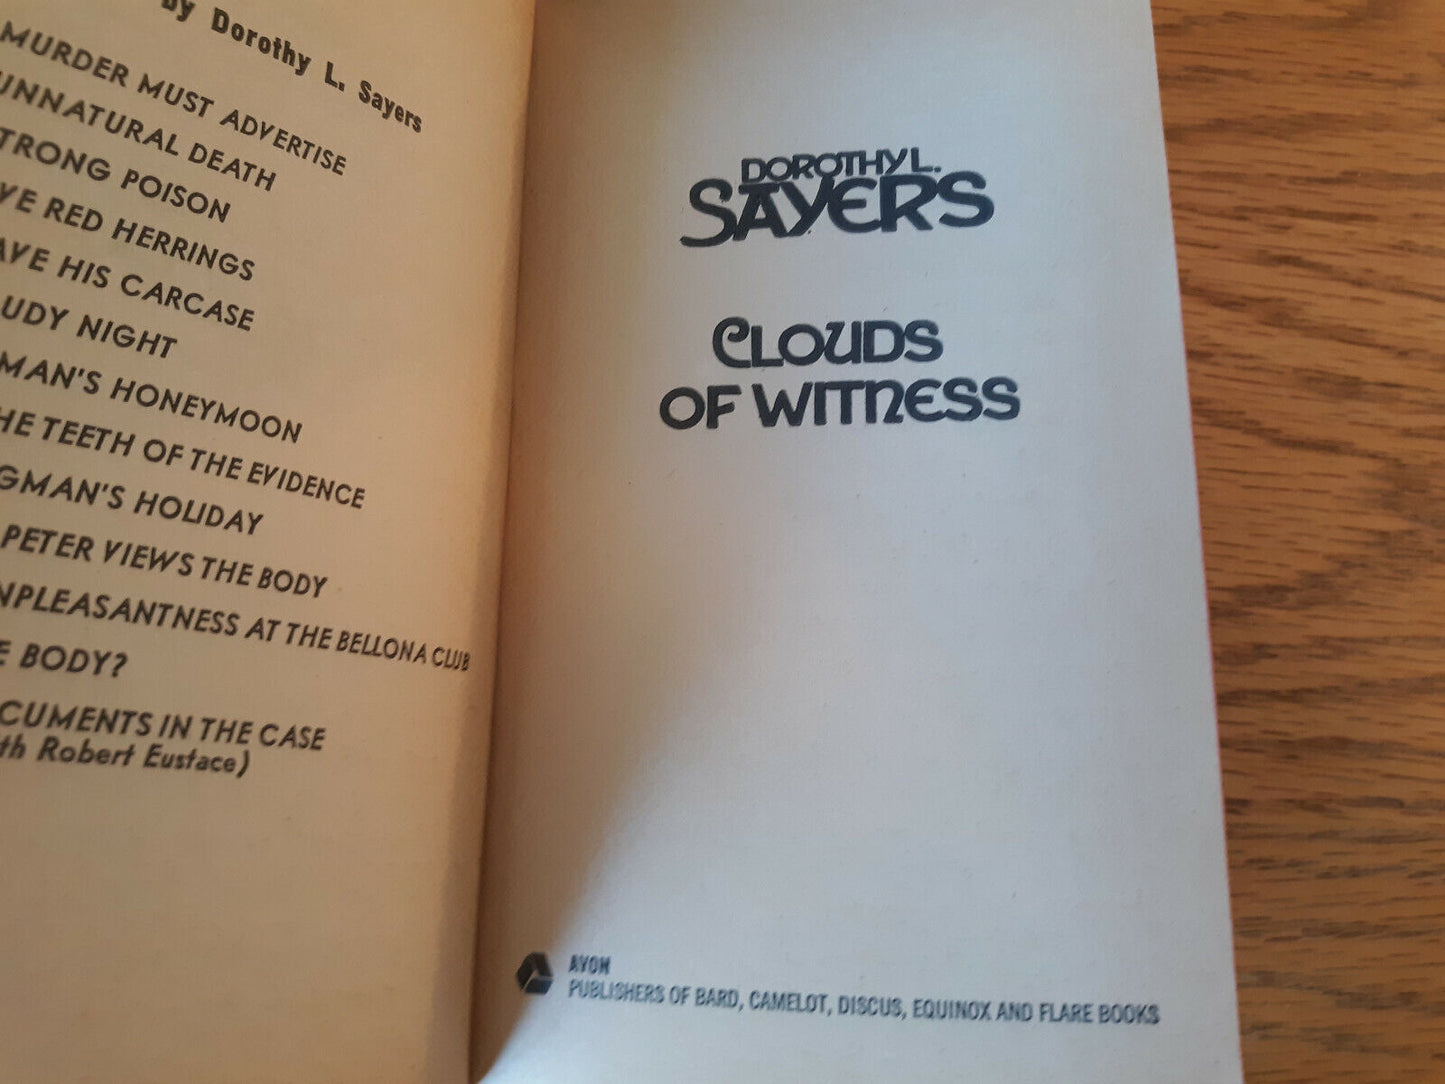 by Dorothy L. Sayers
MURDER MUST ADVERTISE
UNNATURAL DEATH
TRONG POISON
VE RED HERRINGS
AVE HIS CARCASE
UDY NIGHT
MAN'S HONEYMOON
HE TEETH OF THE EVIDENCE
GMAN'S HOLIDAY
PETER VIEWS THE BODY
NPLEASANTNESS AT THE BELLONA CLUB
E BODY?
CUMENTS IN THE CASE
th Robert Eustace)
DOROTHY L.
SAYERS
CLOUDS
OF WITNESS
AVON
PUBLISHERS OF BARD, CAMELOT, DISCUS, EQUINOX AND FLARE BOOKS